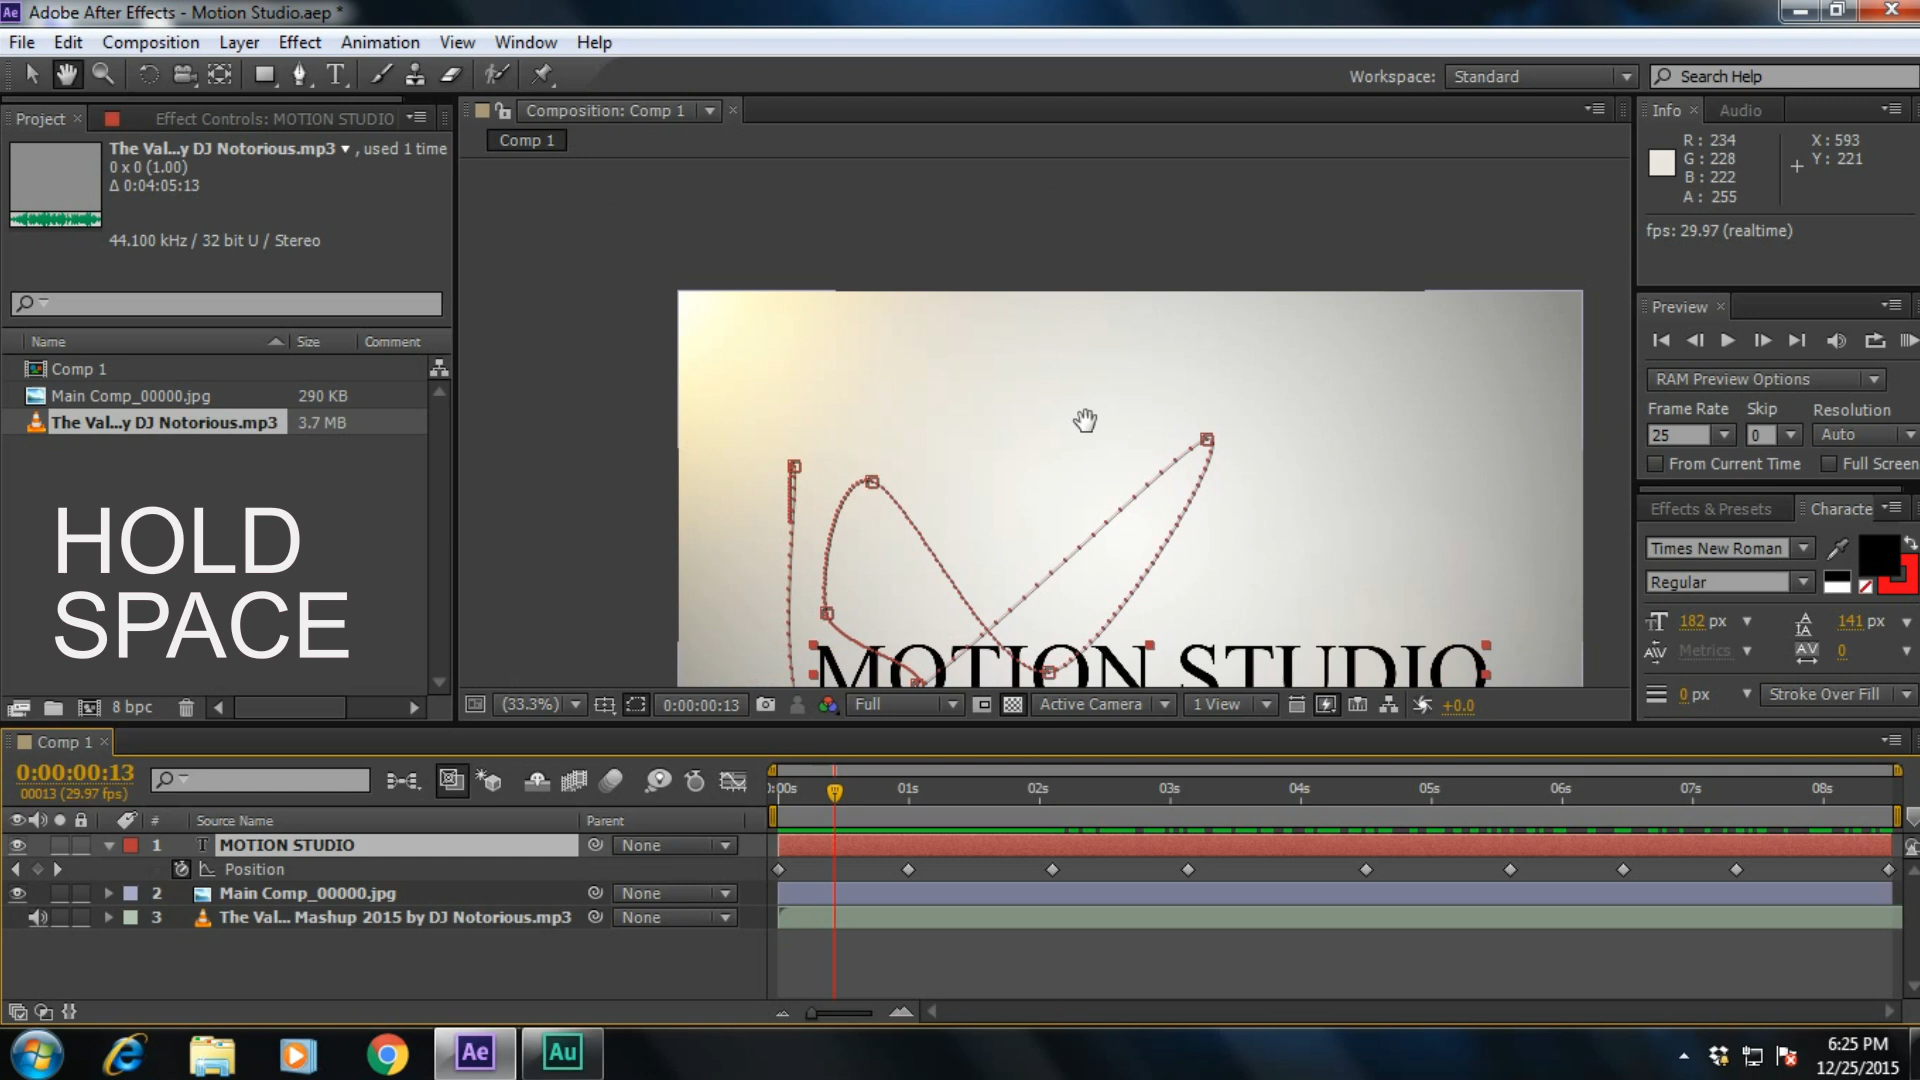 Ae Adobe After Effects - Motion Studio.aep *
File Edit Composition Layer Effect Animation View Window Help
Workspace: Standard Search Help
Project × Effect Controls: MOTION STUDIO
The Val...y DJ Notorious.mp3 ▼ , used 1 time
0 x 0 (1.00)
Δ 0:04:05:13
44.100 kHz / 32 bit U / Stereo
Name Size Comment
Comp 1
Main Comp_00000.jpg 290 KB
The Val...y DJ Notorious.mp3 3.7 MB
HOLD
SPACE
8 bpc
Composition: Comp 1 ×
Comp 1
MOTION STUDIO
(33.3%) 0:00:00:13 Full Active Camera 1 View +0.0
Info × Audio
R : 234 X : 593
G : 228 Y : 221
B : 222
A : 255
fps: 29.97 (realtime)
Preview ×
RAM Preview Options
Frame Rate Skip Resolution
25 0 Auto
From Current Time Full Screen
Effects & Presets Characte
Times New Roman
Regular
182 px 141 px
Metrics 0
0 px Stroke Over Fill
Comp 1 ×
0:00:00:13
00013 (29.97 fps)
# Source Name Parent
1 T MOTION STUDIO None
Position
2 Main Comp_00000.jpg None
3 The Val... Mashup 2015 by DJ Notorious.mp3 None
):00s 01s 02s 03s 04s 05s 06s 07s 08s
Ae Au
6:25 PM
12/25/2015